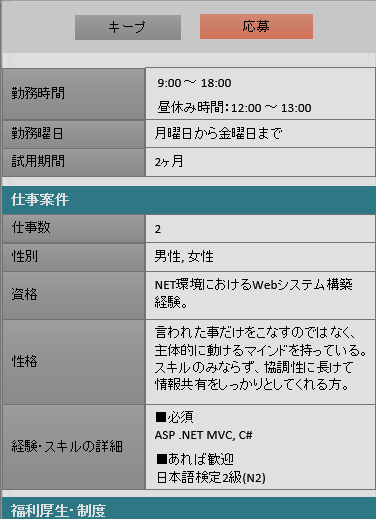 キープ 応募
勤務時間 9:00 ～ 18:00
昼休み時間：12:00 ～ 13:00
勤務曜日 月曜日から金曜日まで
試用期間 2ヶ月
仕事案件
仕事数 2
性別 男性, 女性
資格 NET環境におけるWebシステム構築
経験。
性格 言われた事だけをこなすのではなく、
主体的に動けるマインドを持っている。
スキルのみならず、協調性に長けて
情報共有をしっかりとしてくれる方。
経験・スキルの詳細 ■必須
ASP .NET MVC, C#
■あれば歓迎
日本語検定2級(N2)
福利厚生・制度